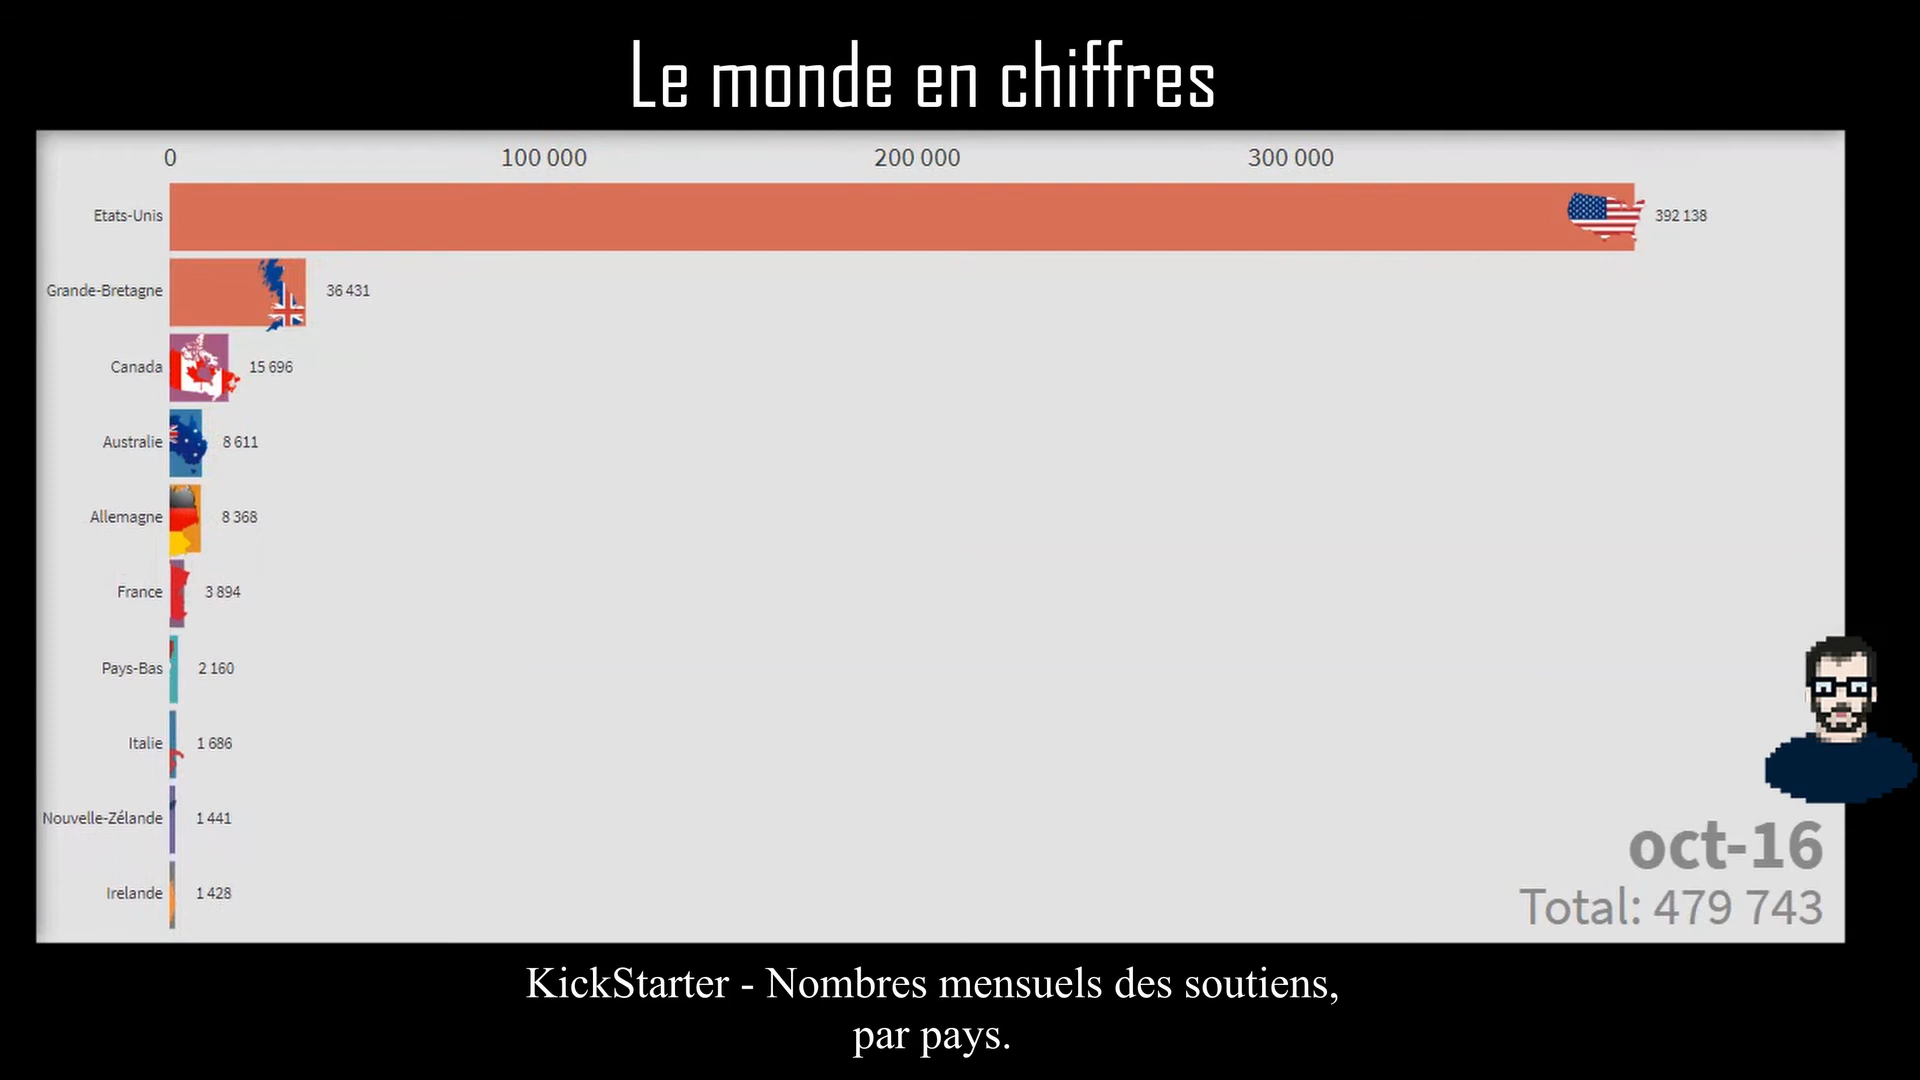 Le monde en chiffres
0 100 000 200 000 300 000
Etats-Unis 392 138
Grande-Bretagne 36 431
Canada 15 696
Australie 8 611
Allemagne 8 368
France 3 894
Pays-Bas 2 160
Italie 1 686
Nouvelle-Zélande 1 441
Irelande 1 428
oct-16
Total: 479 743
KickStarter - Nombres mensuels des soutiens,
par pays.